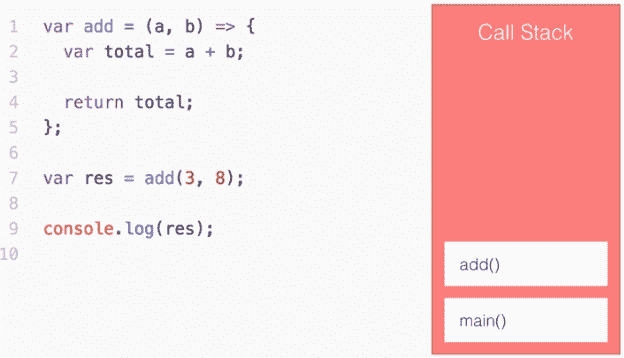 1 var add = (a, b) => {
2   var total = a + b;
3
4   return total;
5 };
6
7 var res = add(3, 8);
8
9 console.log(res);
10
Call Stack
add()
main()